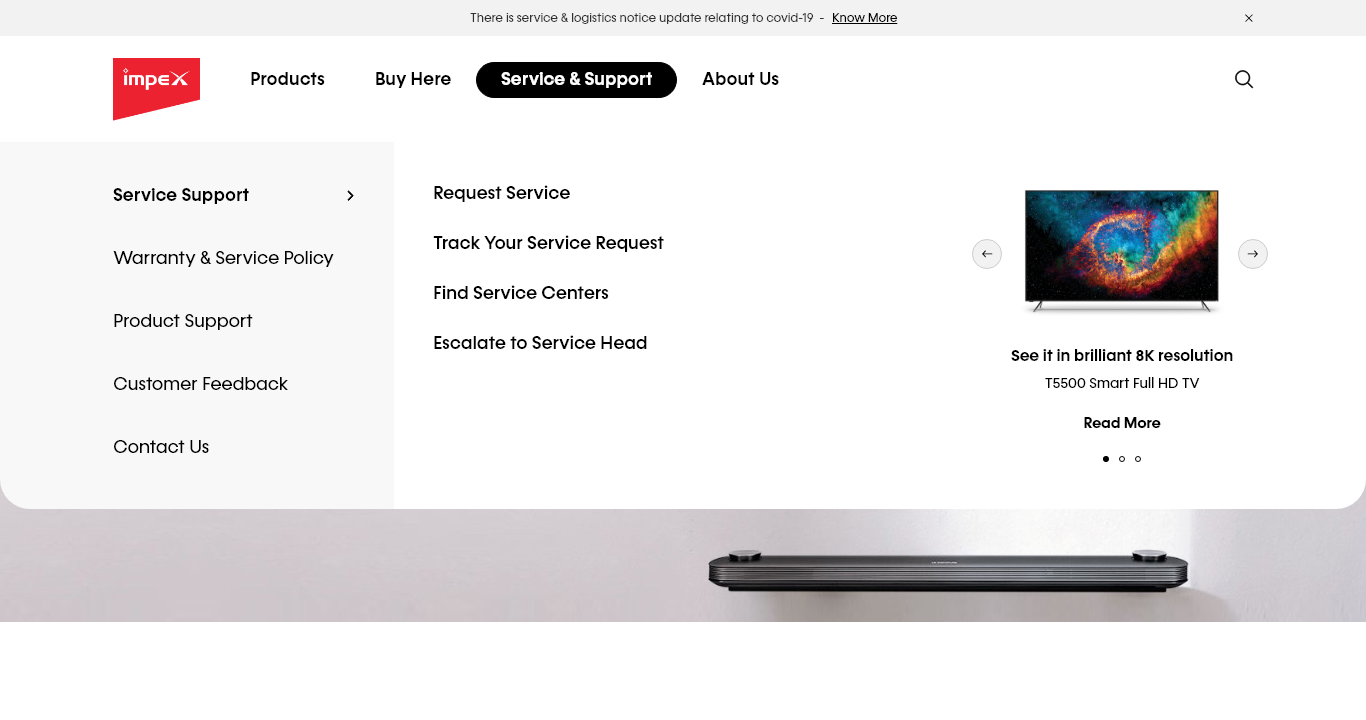 There is service & logistics notice update relating to covid-19 - Know More
impex
Products
Buy Here
Service & Support
About Us
Service Support
Warranty & Service Policy
Product Support
Customer Feedback
Contact Us
Request Service
Track Your Service Request
Find Service Centers
Escalate to Service Head
See it in brilliant 8K resolution
T5500 Smart Full HD TV
Read More